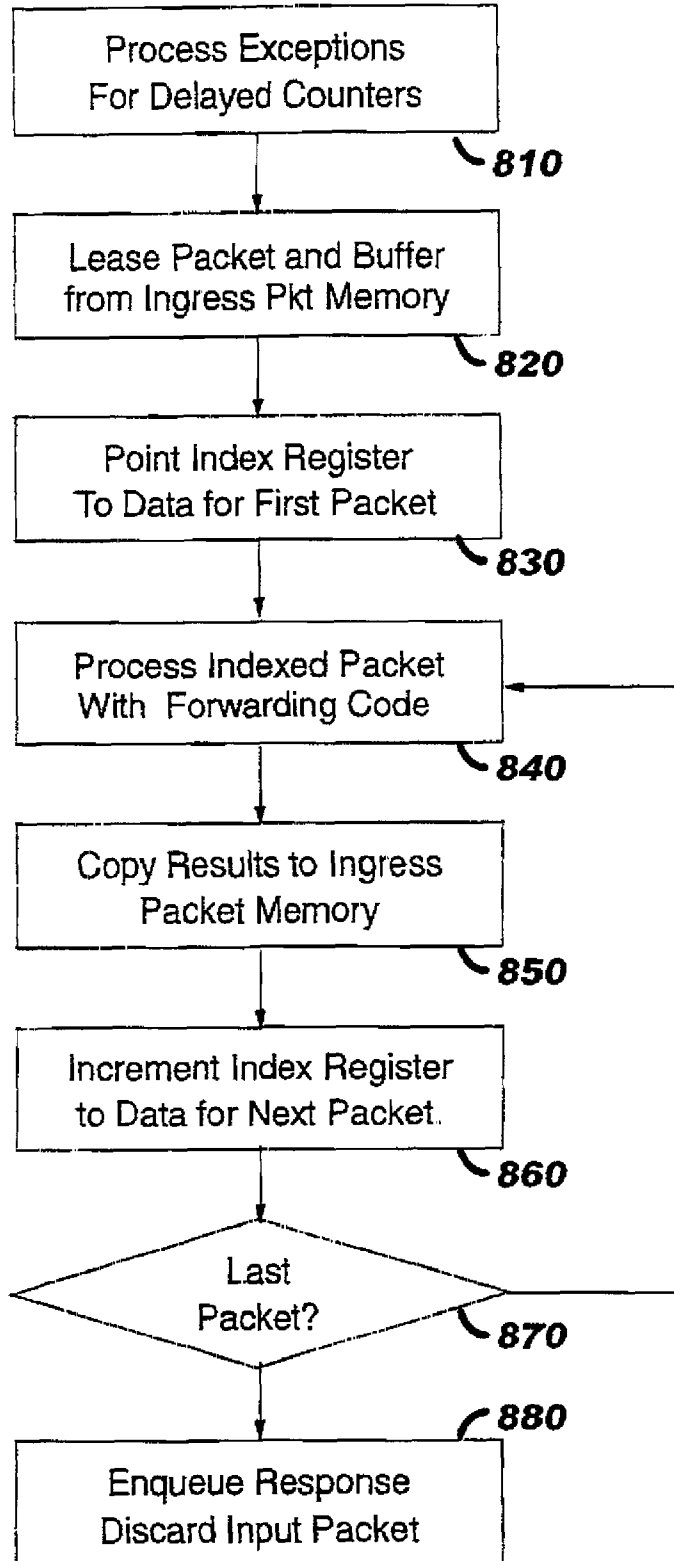 Process Exceptions
For Delayed Counters
810
Lease Packet and Buffer
from Ingress Pkt Memory
820
Point Index Register
To Data for First Packet
830
Process Indexed Packet
With Forwarding Code
840
Copy Results to Ingress
Packet Memory
850
Increment Index Register
to Data for Next Packet.
860
Last
Packet?
870
880
Enqueue Response
Discard Input Packet